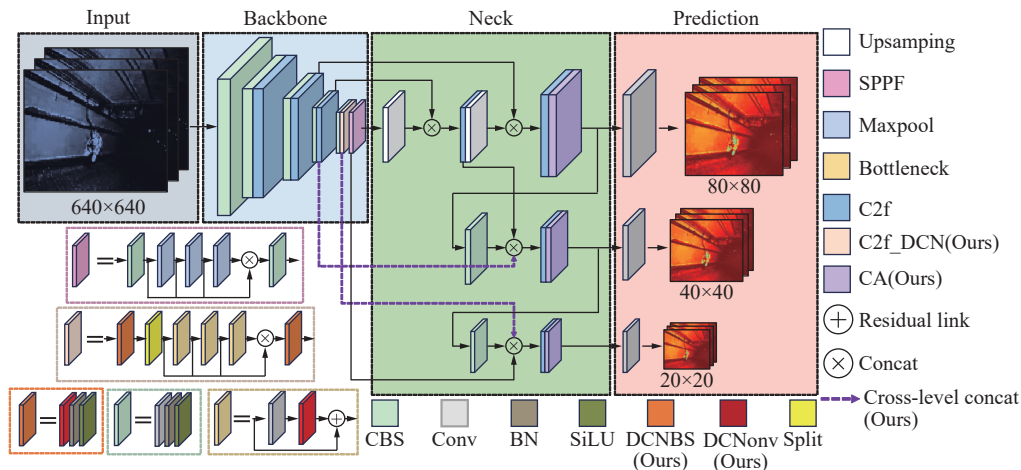 Input
Backbone
Neck
Prediction
640×640
80×80
40×40
20×20
Upsamping
SPPF
Maxpool
Bottleneck
C2f
C2f_DCN(Ours)
CA(Ours)
Residual link
Concat
Cross-level concat
(Ours)
CBS
Conv
BN
SiLU
DCNBS
(Ours)
DCNonv
(Ours)
Split